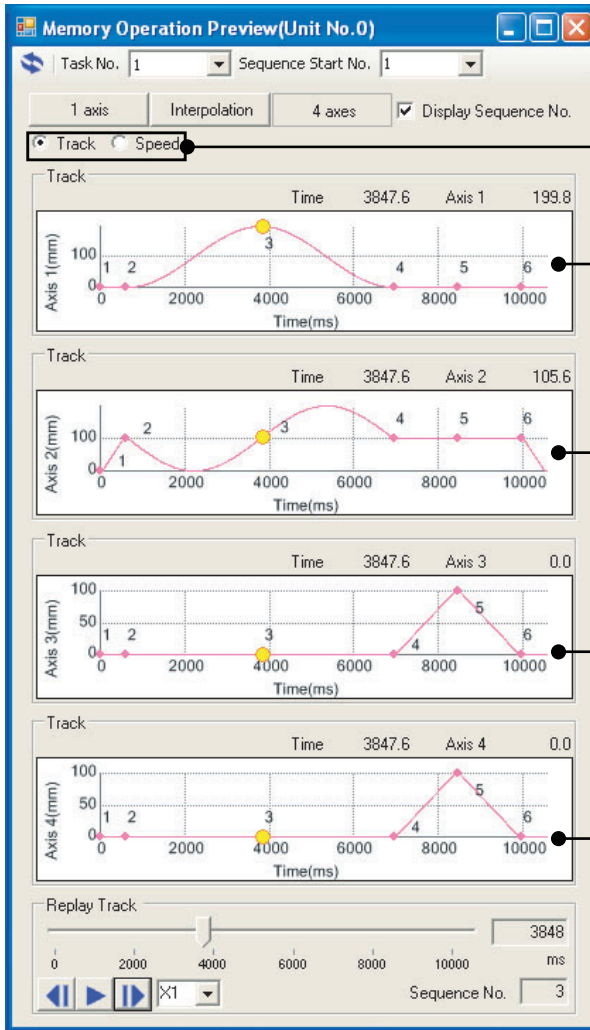 Memory Operation Preview(Unit No.0)
Task No. 1 Sequence Start No. 1
1 axis Interpolation 4 axes Display Sequence No.
Track Speed
Track
Time 3847.6 Axis 1 199.8
Axis 1(mm)
100
0
1 2 3 4 5 6
0 2000 4000 6000 8000 10000
Time(ms)
Track
Time 3847.6 Axis 2 105.6
Axis 2(mm)
100
0
1 2 3 4 5 6
0 2000 4000 6000 8000 10000
Time(ms)
Track
Time 3847.6 Axis 3 0.0
Axis 3(mm)
100
50
0
1 2 3 4 5 6
0 2000 4000 6000 8000 10000
Time(ms)
Track
Time 3847.6 Axis 4 0.0
Axis 4(mm)
100
50
0
1 2 3 4 5 6
0 2000 4000 6000 8000 10000
Time(ms)
Replay Track
3848
0 2000 4000 6000 8000 10000 ms
X1 Sequence No. 3